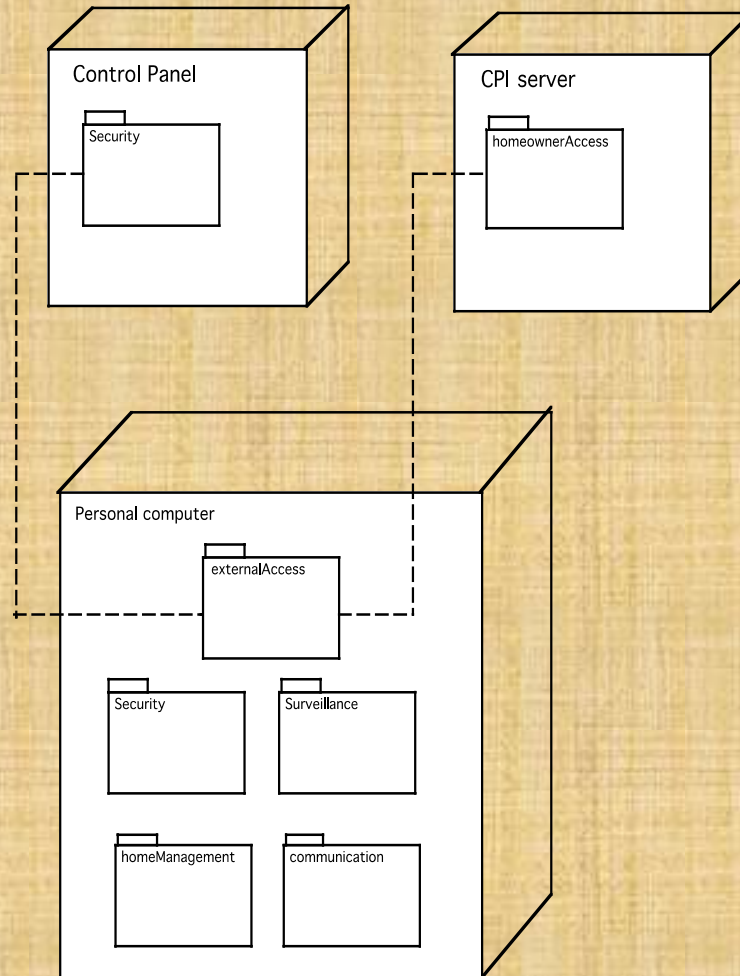 Control Panel
Security
CPI server
homeownerAccess
Personal computer
externalAccess
Security
Surveillance
homeManagement
communication